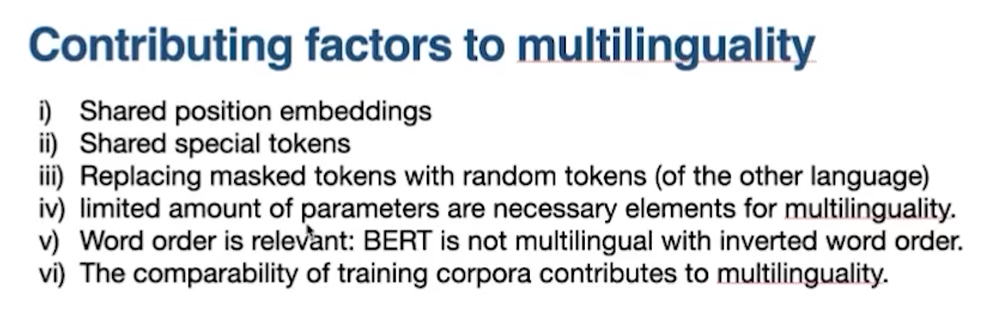 Contributing factors to multilinguality
i) Shared position embeddings
ii) Shared special tokens
iii) Replacing masked tokens with random tokens (of the other language)
iv) limited amount of parameters are necessary elements for multilinguality.
v) Word order is relevant: BERT is not multilingual with inverted word order.
vi) The comparability of training corpora contributes to multilinguality.